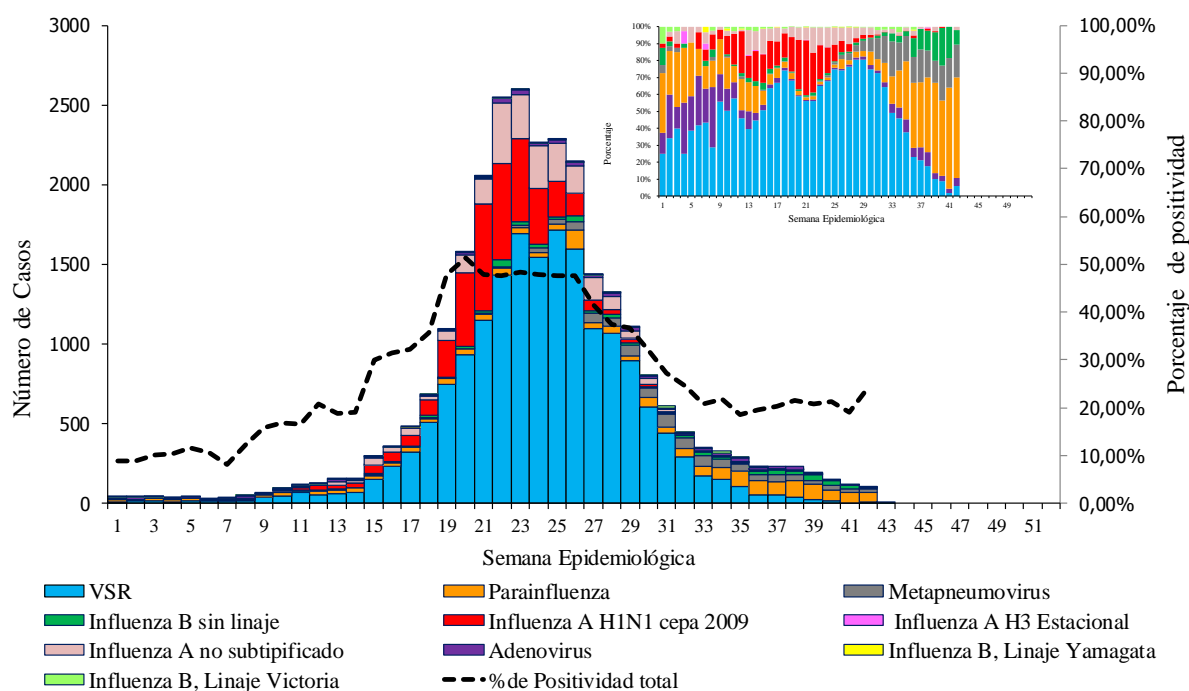 3000
2500
2000
1500
1000
500
0
Número de Casos
100,00%
90,00%
80,00%
70,00%
60,00%
50,00%
40,00%
30,00%
20,00%
10,00%
0,00%
Porcentaje de positividad
1 3 5 7 9 11 13 15 17 19 21 23 25 27 29 31 33 35 37 39 41 43 45 47 49 51
Semana Epidemiológica
100%
90%
80%
70%
60%
50%
40%
30%
20%
10%
0%
Porcentaje
1 5 9 13 17 21 25 29 33 37 41 45 49
Semana Epidemiológica
VSR Parainfluenza Metapneumovirus
Influenza B sin linaje Influenza A H1N1 cepa 2009 Influenza A H3 Estacional
Influenza A no subtipificado Adenovirus Influenza B, Linaje Yamagata
Influenza B, Linaje Victoria %de Positividad total